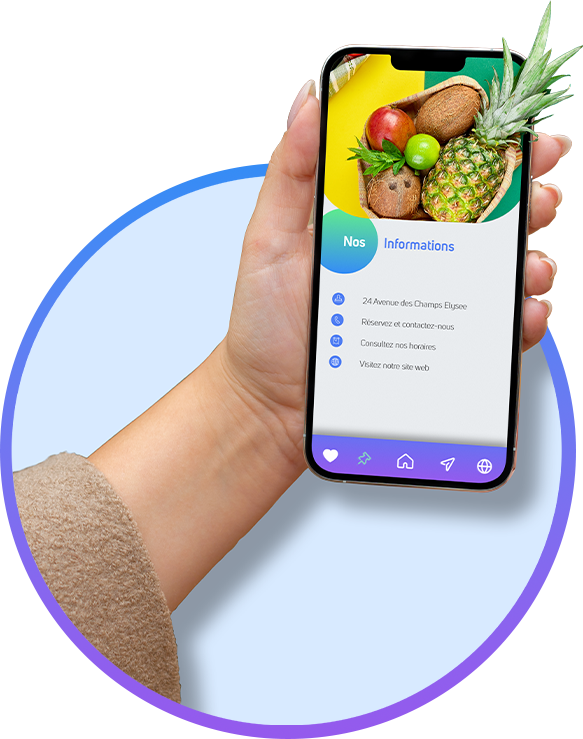 Nos Informations
24 Avenue des Champs Elysee
Réservez et contactez-nous
Consultez nos horaires
Visitez notre site web